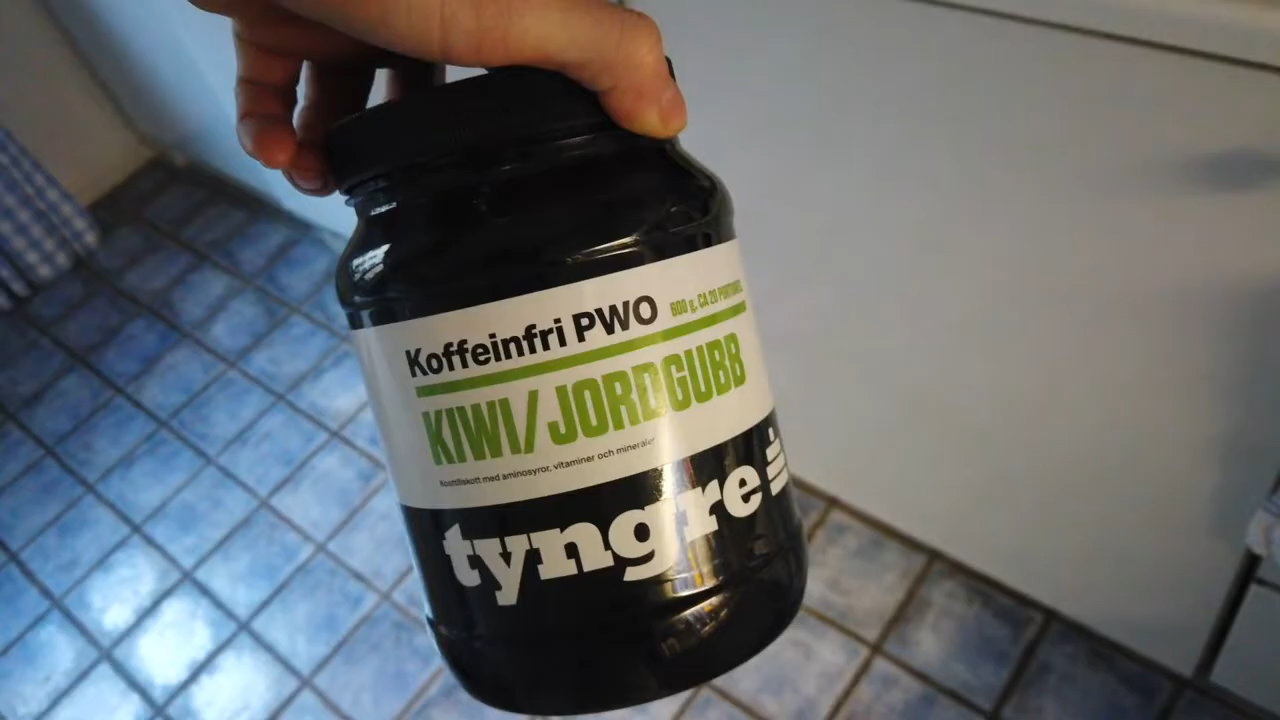 Koffeinfri PWO
600 g, CA 20 PORTIONER
KIWI/JORDGUBB
Kosttillskott med aminosyror, vitaminer och mineraler
tyngre